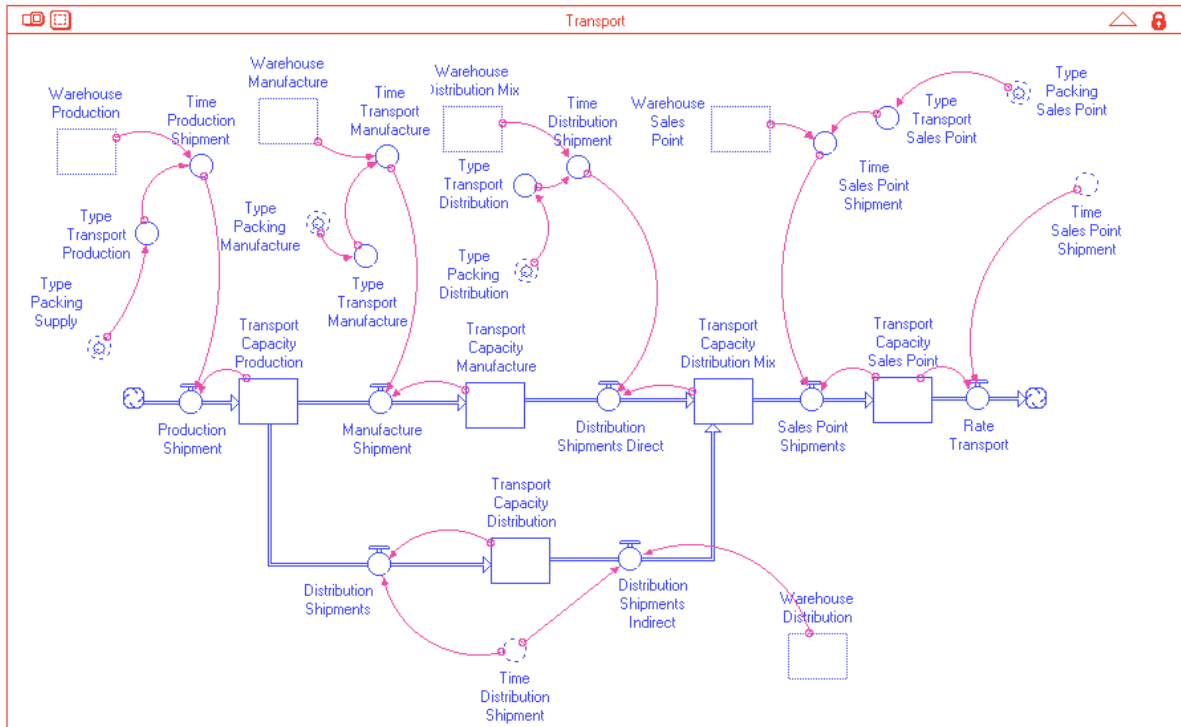 Transport
Warehouse
Production
Time
Production
Shipment
Warehouse
Manufacture
Time
Transport
Manufacture
Warehouse
Distribution Mix
Time
Distribution
Shipment
Warehouse
Sales
Point
Type
Transport
Sales Point
Type
Packing
Sales Point
Time
Sales Point
Shipment
Time
Sales Point
Shipment
Type
Transport
Production
Type
Packing
Manufacture
Type
Transport
Distribution
Type
Packing
Supply
Type
Transport
Manufacture
Type
Packing
Distribution
Transport
Capacity
Production
Transport
Capacity
Manufacture
Transport
Capacity
Distribution Mix
Transport
Capacity
Sales Point
Production
Shipment
Manufacture
Shipment
Distribution
Shipments Direct
Sales Point
Shipments
Rate
Transport
Transport
Capacity
Distribution
Distribution
Shipments
Distribution
Shipments
Indirect
Warehouse
Distribution
Time
Distribution
Shipment